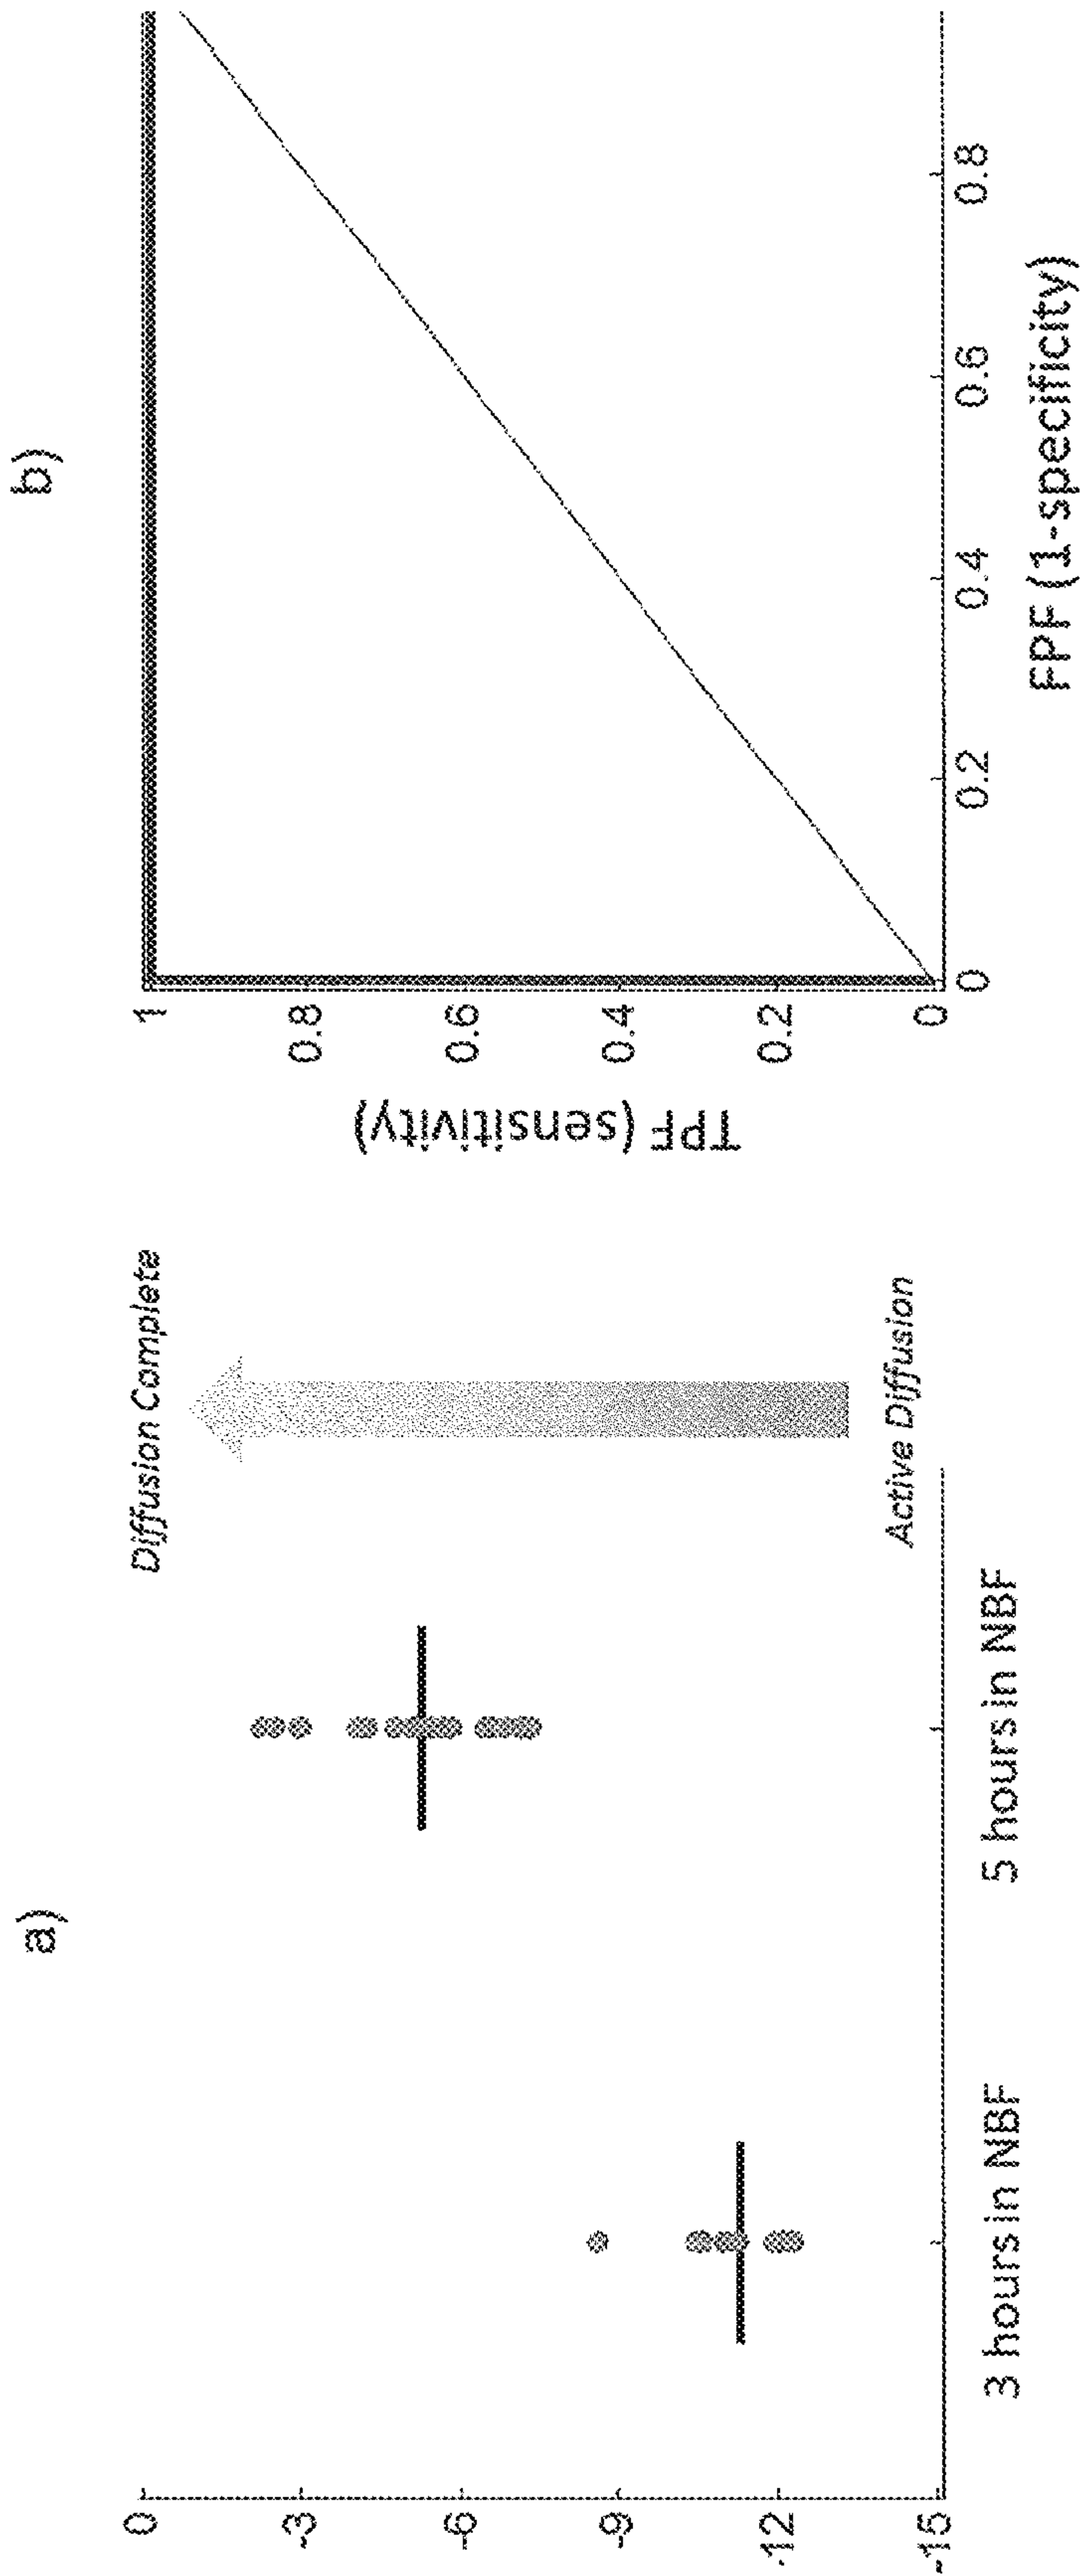 a)
0
-3
-6
-9
-12
-15
3 hours in NBF
5 hours in NBF
Diffusion Complete
Active Diffusion
b)
TPF (sensitivity)
1
0.8
0.6
0.4
0.2
0
0
0.2
0.4
0.6
0.8
FPF (1-specificity)